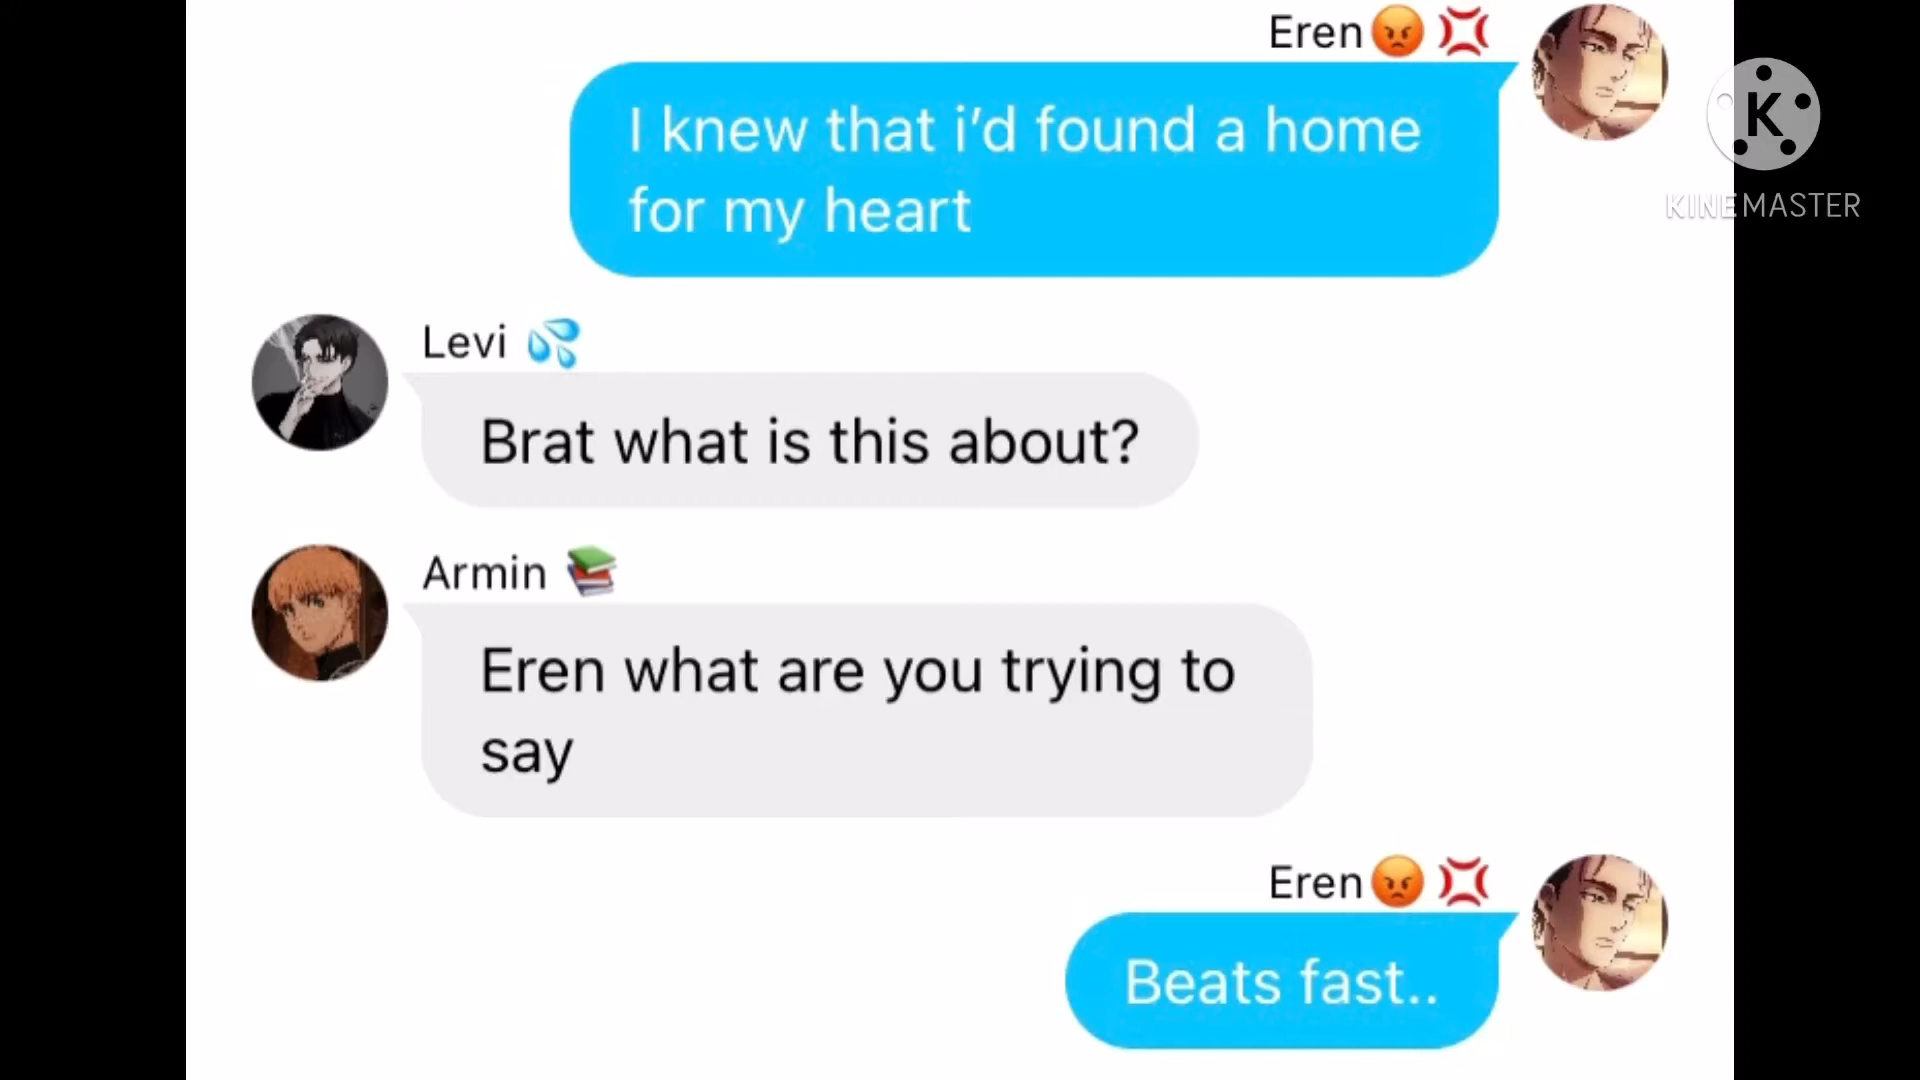 Eren😡 💢
I knew that i'd found a home
for my heart
K
KINEMASTER
Levi 💦
Brat what is this about?
Armin 📚
Eren what are you trying to
say
Eren😡 💢
Beats fast..